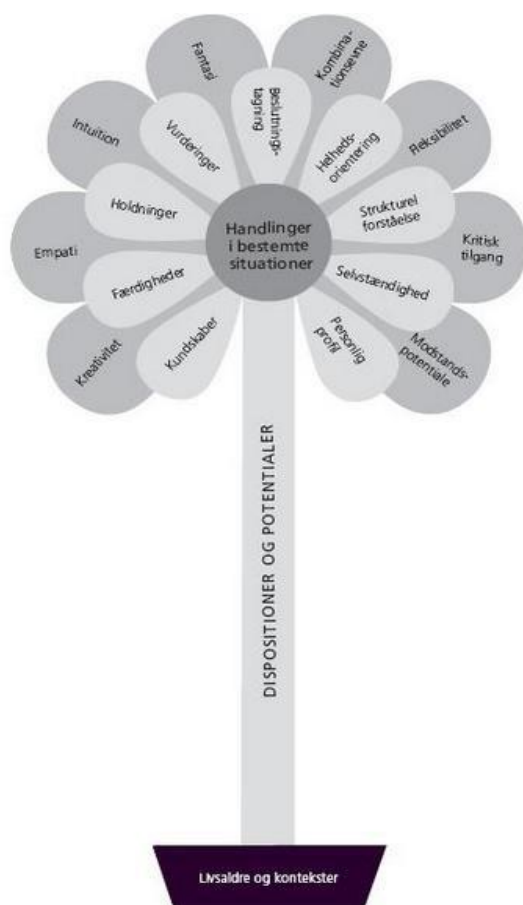 Fantasi
Kombina-
tionsevne
Intuition
Vurderinger
Beslutnings-
tagning
Helheds-
orientering
Fleksibilitet
Holdninger
Strukturel
forståelse
Empati
Handlinger
i bestemte
situationer
Kritisk
tilgang
Færdigheder
Selvstændighed
Kreativitet
Kundskaber
Personlig
profil
Modstands-
potentiale
DISPOSITIONER OG POTENTIALER
Livsaldre og kontekster